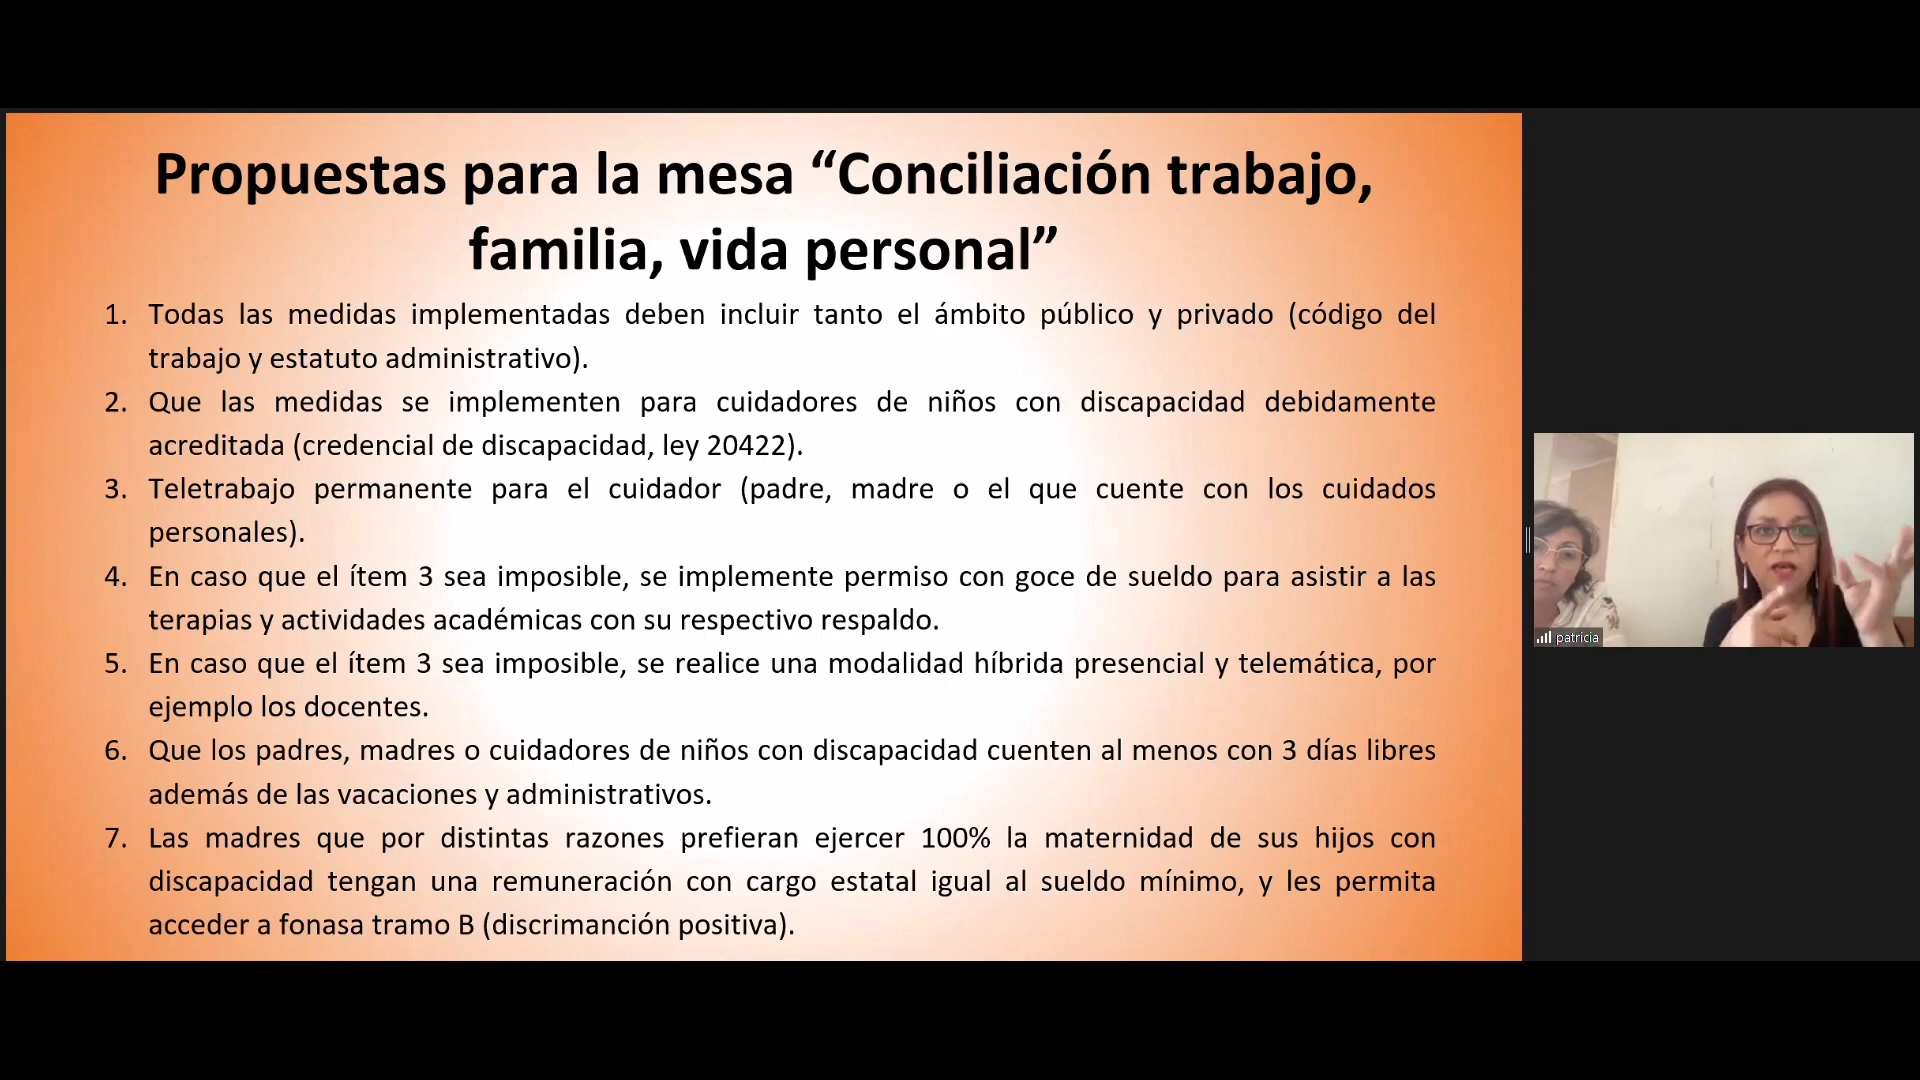 Propuestas para la mesa “Conciliación trabajo,
familia, vida personal”
1. Todas las medidas implementadas deben incluir tanto el ámbito público y privado (código del
trabajo y estatuto administrativo).
2. Que las medidas se implementen para cuidadores de niños con discapacidad debidamente
acreditada (credencial de discapacidad, ley 20422).
3. Teletrabajo permanente para el cuidador (padre, madre o el que cuente con los cuidados
personales).
4. En caso que el ítem 3 sea imposible, se implemente permiso con goce de sueldo para asistir a las
terapias y actividades académicas con su respectivo respaldo.
5. En caso que el ítem 3 sea imposible, se realice una modalidad híbrida presencial y telemática, por
ejemplo los docentes.
6. Que los padres, madres o cuidadores de niños con discapacidad cuenten al menos con 3 días libres
además de las vacaciones y administrativos.
7. Las madres que por distintas razones prefieran ejercer 100% la maternidad de sus hijos con
discapacidad tengan una remuneración con cargo estatal igual al sueldo mínimo, y les permita
acceder a fonasa tramo B (discrimanción positiva).
patricia